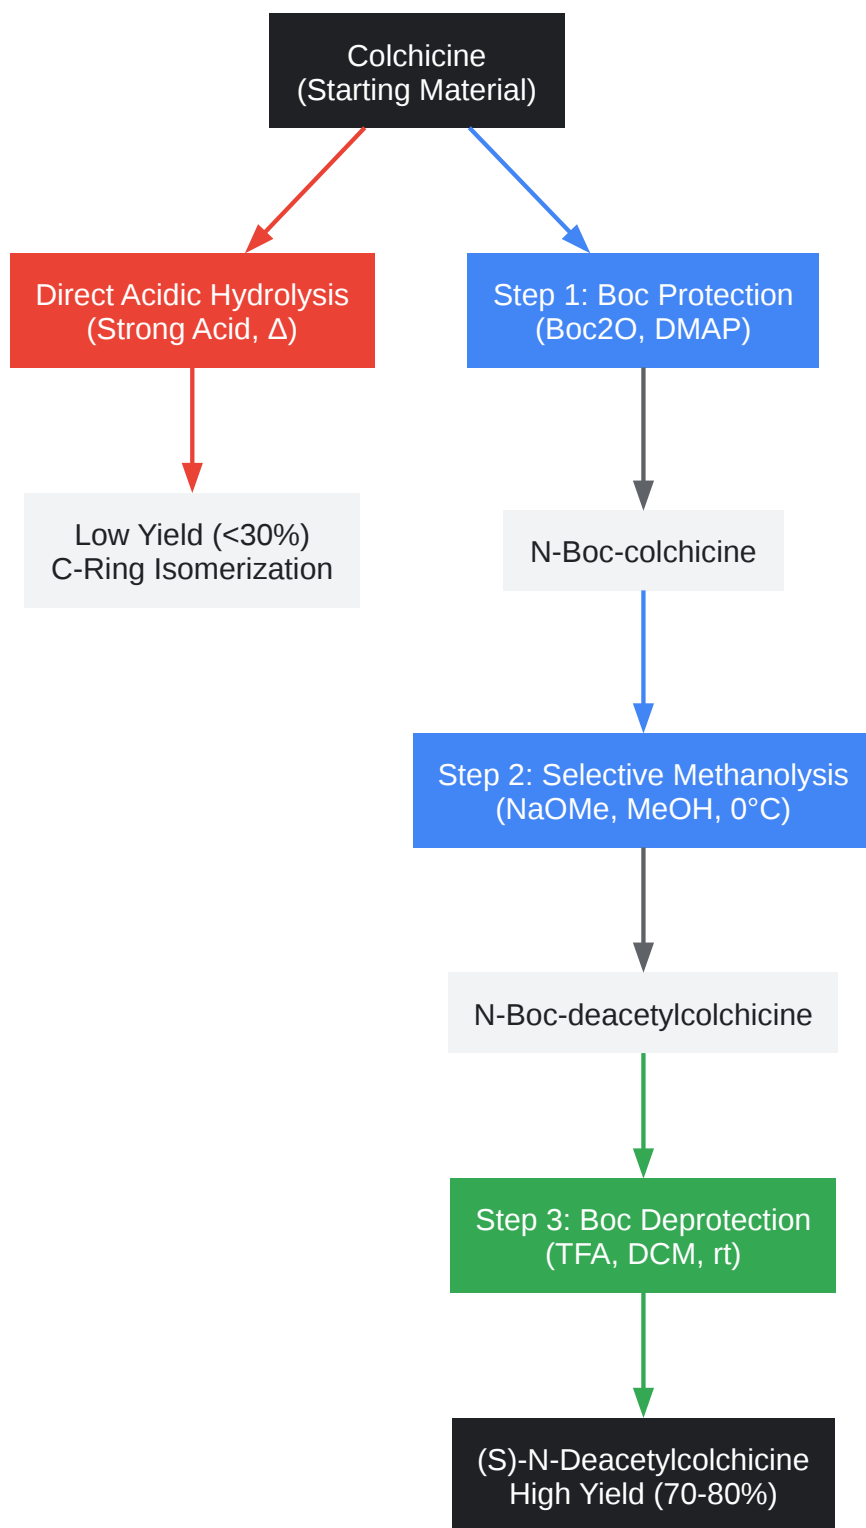 Colchicine
(Starting Material)
Direct Acidic Hydrolysis
(Strong Acid, Δ)
Step 1: Boc Protection
(Boc2O, DMAP)
Low Yield (<30%)
C-Ring Isomerization
N-Boc-colchicine
Step 2: Selective Methanolysis
(NaOMe, MeOH, 0°C)
N-Boc-deacetylcolchicine
Step 3: Boc Deprotection
(TFA, DCM, rt)
(S)-N-Deacetylcolchicine
High Yield (70-80%)